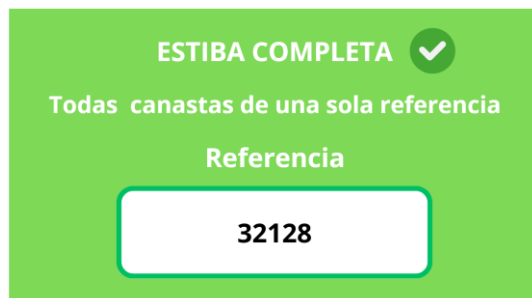 ESTIBA COMPLETA
Todas canastas de una sola referencia
Referencia
32128